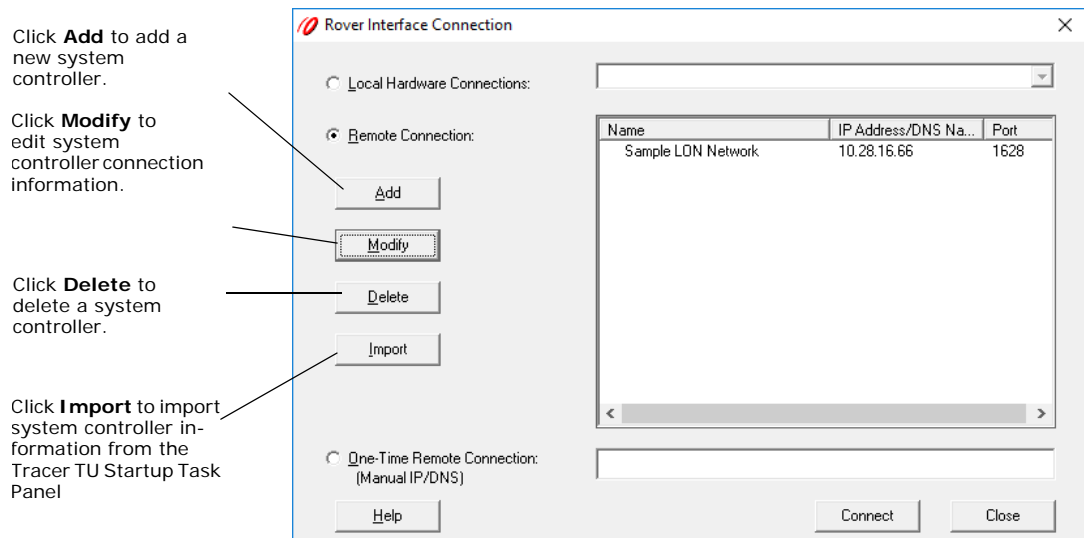 Rover Interface Connection
Click Add to add a
new system
controller.
Click Modify to
edit system
controller connection
information.
Click Delete to
delete a system
controller.
Click Import to import
system controller in-
formation from the
Tracer TU Startup Task
Panel
Local Hardware Connections:
Remote Connection:
Add
Modify
Delete
Import
Name IP Address/DNS Na... Port
Sample LON Network 10.28.16.66 1628
One-Time Remote Connection:
(Manual IP/DNS)
Help Connect Close